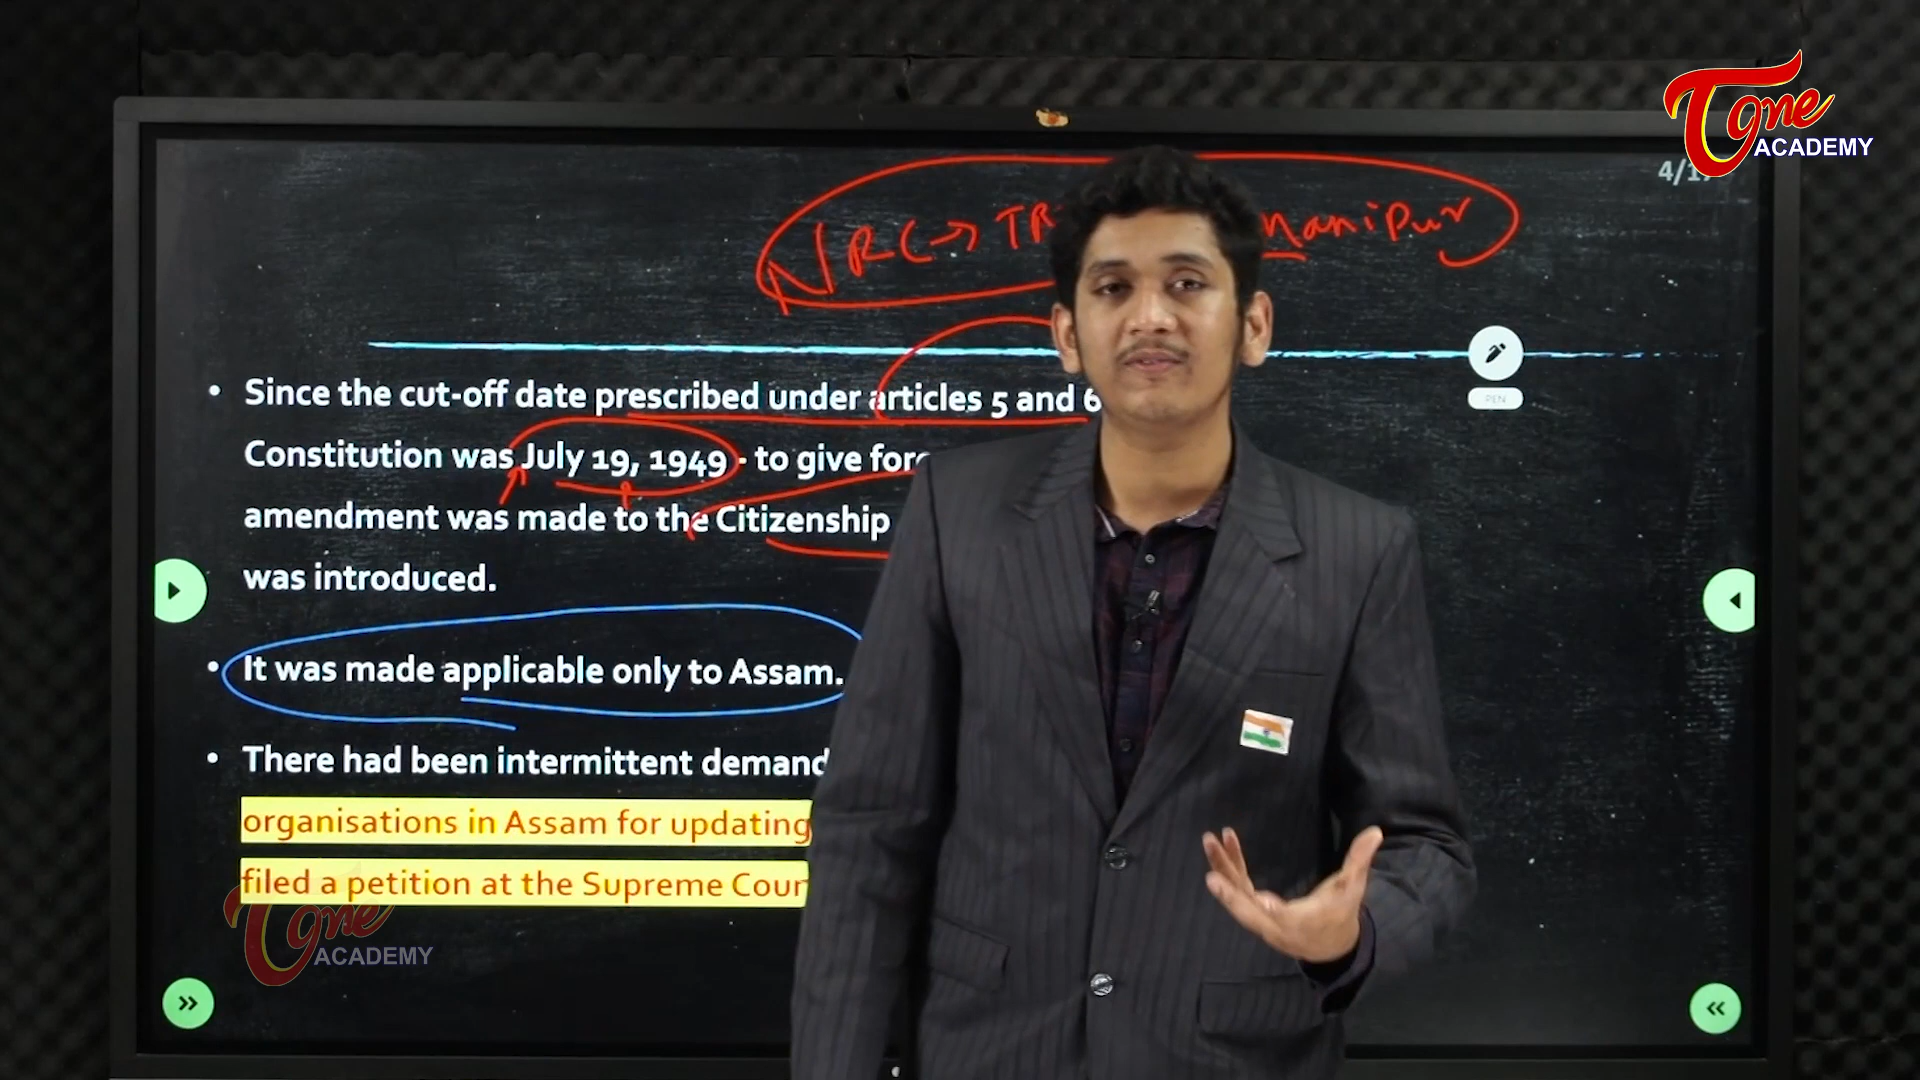 Tone
ACADEMY
4/17
NRC → TR manipur
• Since the cut-off date prescribed under articles 5 and 6
Constitution was July 19, 1949 - to give forc
amendment was made to the Citizenship
was introduced.
PEN
• It was made applicable only to Assam.
• There had been intermittent demand
organisations in Assam for updating
filed a petition at the Supreme Cour
Tone
ACADEMY